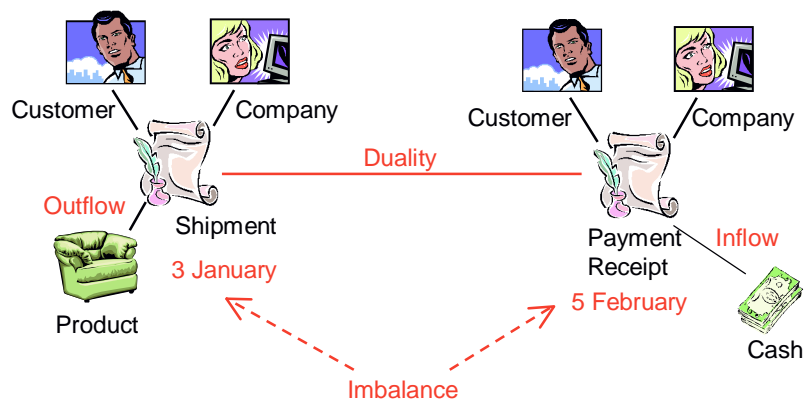 Customer
Company
Customer
Company
Duality
Outflow
Shipment
Payment
Receipt
Inflow
3 January
5 February
Product
Cash
Imbalance